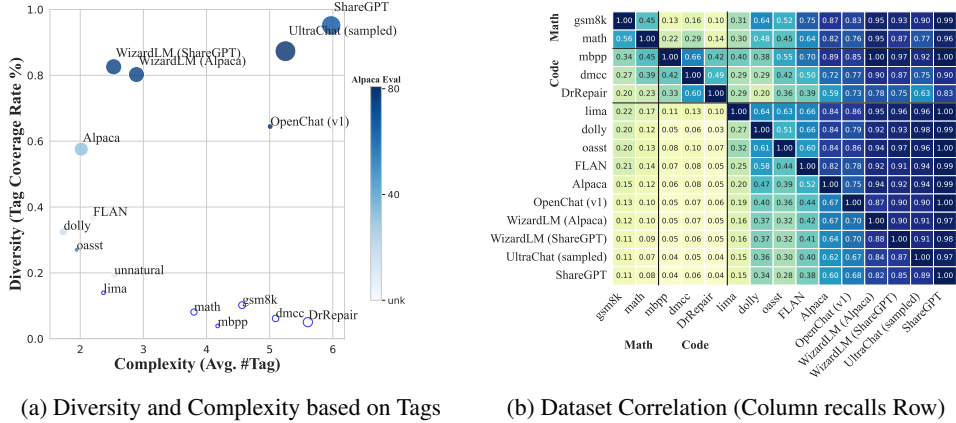 1.0
0.8
0.6
0.4
0.2
0.0
Diversity (Tag Coverage Rate %)
ShareGPT
UltraChat (sampled)
WizardLM (ShareGPT)
WizardLM (Alpaca)
OpenChat (v1)
Alpaca
FLAN
dolly
oasst
unnatural
lima
math
gsm8k
mbpp
dmcc
DrRepair
2 3 4 5 6
Complexity (Avg. #Tag)
Alpaca Eval
80
40
unk
(a) Diversity and Complexity based on Tags
Math
Code
gsm8k 1.00 0.45 0.13 0.16 0.10 0.31 0.64 0.52 0.75 0.87 0.83 0.95 0.93 0.90 0.99
math 0.56 1.00 0.22 0.29 0.14 0.30 0.48 0.45 0.64 0.82 0.76 0.95 0.87 0.77 0.96
mbpp 0.34 0.45 1.00 0.66 0.42 0.40 0.38 0.55 0.70 0.89 0.85 1.00 0.97 0.92 1.00
dmcc 0.27 0.39 0.42 1.00 0.49 0.29 0.29 0.42 0.50 0.72 0.77 0.90 0.87 0.75 0.90
DrRepair 0.20 0.23 0.33 0.60 1.00 0.29 0.20 0.36 0.39 0.59 0.73 0.78 0.75 0.63 0.83
lima 0.22 0.17 0.11 0.13 0.10 1.00 0.64 0.63 0.66 0.84 0.86 0.95 0.96 0.96 1.00
dolly 0.20 0.12 0.05 0.06 0.03 0.27 1.00 0.51 0.66 0.84 0.79 0.92 0.93 0.98 0.99
oasst 0.20 0.13 0.08 0.10 0.07 0.32 0.61 1.00 0.60 0.84 0.86 0.97 0.97 0.96 1.00
FLAN 0.21 0.14 0.07 0.08 0.05 0.25 0.58 0.44 1.00 0.82 0.78 0.92 0.91 0.94 0.99
Alpaca 0.15 0.12 0.06 0.08 0.05 0.20 0.47 0.39 0.52 1.00 0.75 0.94 0.92 0.94 0.99
OpenChat (v1) 0.13 0.10 0.05 0.07 0.06 0.19 0.40 0.36 0.44 0.67 1.00 0.87 0.90 0.90 1.00
WizardLM (Alpaca) 0.12 0.10 0.05 0.07 0.05 0.16 0.37 0.32 0.42 0.67 0.70 1.00 0.90 0.91 0.97
WizardLM (ShareGPT) 0.11 0.09 0.05 0.06 0.04 0.16 0.37 0.32 0.41 0.64 0.70 0.88 1.00 0.91 0.98
UltraChat (sampled) 0.11 0.07 0.04 0.05 0.04 0.15 0.36 0.30 0.40 0.62 0.67 0.84 0.87 1.00 0.97
ShareGPT 0.11 0.08 0.04 0.06 0.04 0.15 0.34 0.28 0.38 0.60 0.68 0.82 0.85 0.89 1.00
gsm8k math mbpp dmcc DrRepair lima dolly oasst FLAN Alpaca OpenChat (v1) WizardLM (Alpaca) WizardLM (ShareGPT) UltraChat (sampled) ShareGPT
Math Code
(b) Dataset Correlation (Column recalls Row)